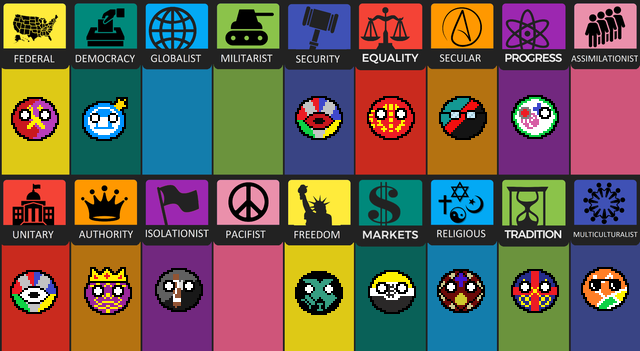 FEDERAL
DEMOCRACY
GLOBALIST
MILITARIST
SECURITY
EQUALITY
SECULAR
PROGRESS
ASSIMILATIONIST
UNITARY
AUTHORITY
ISOLATIONIST
PACIFIST
FREEDOM
MARKETS
RELIGIOUS
TRADITION
MULTICULTURALIST